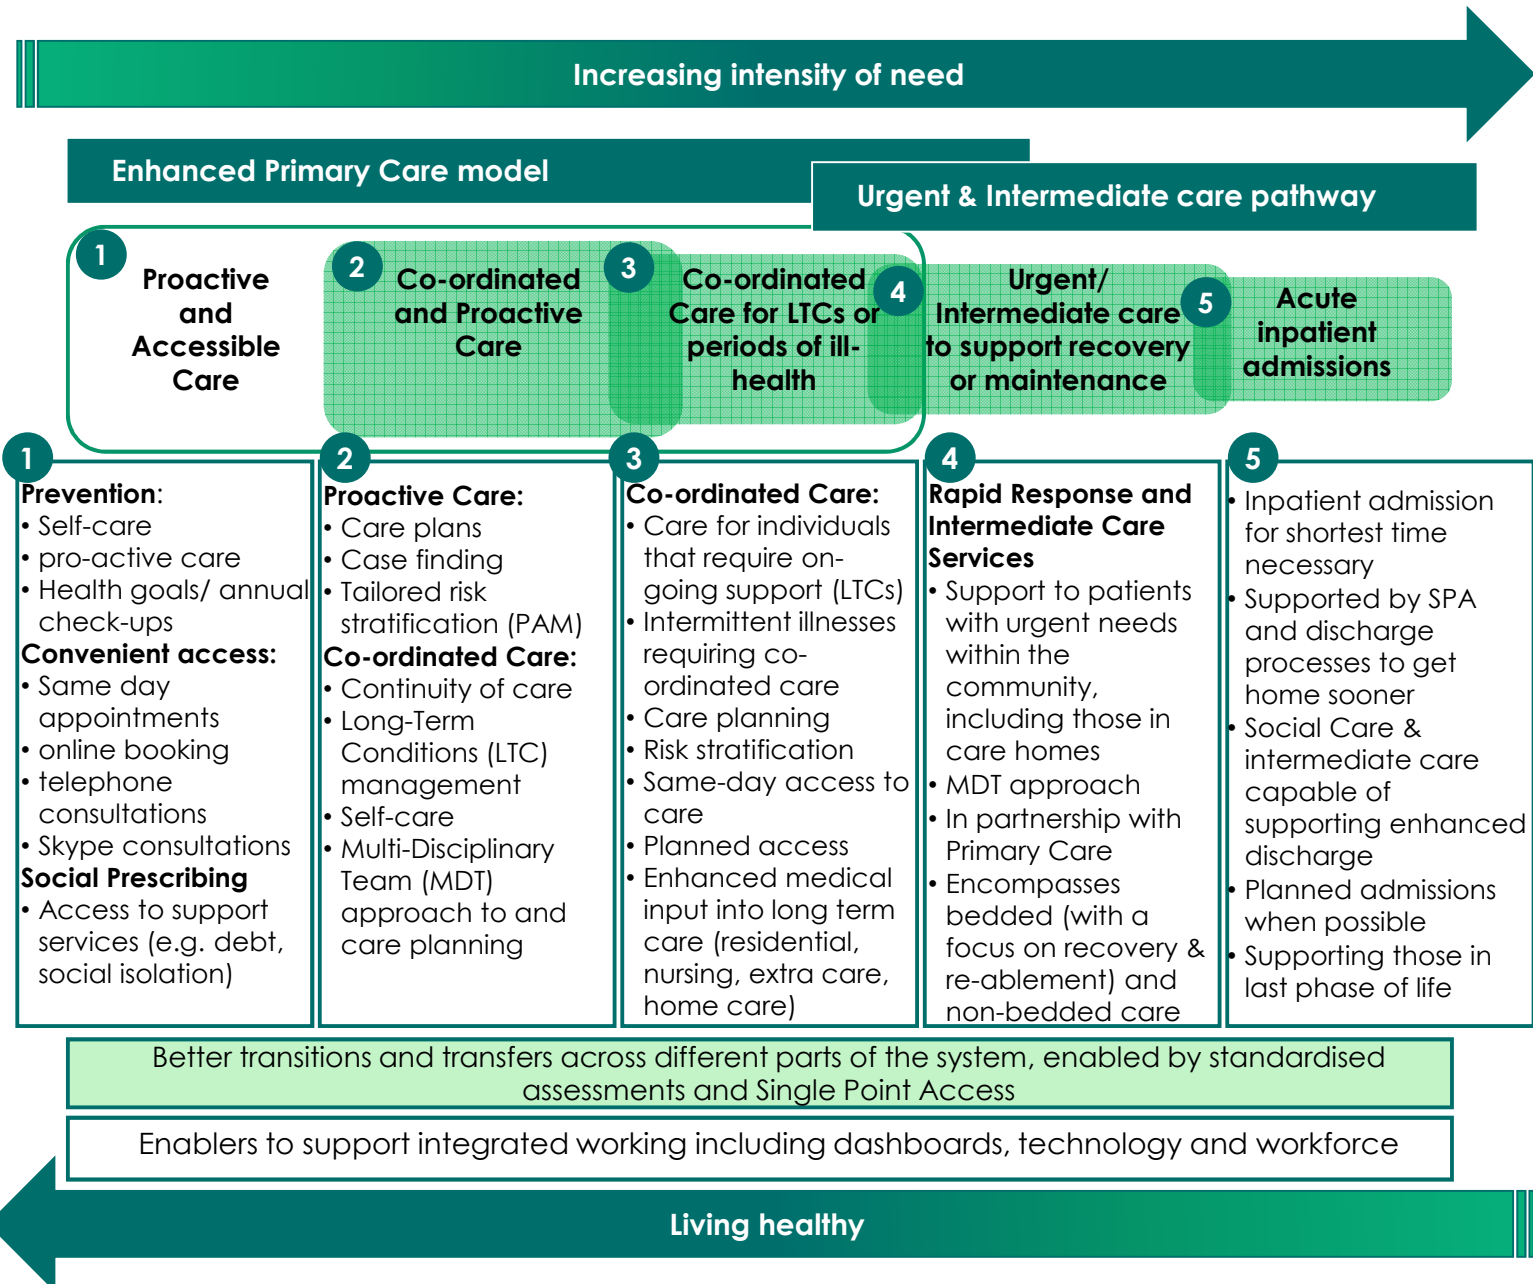 Increasing intensity of need
Enhanced Primary Care model
Urgent & Intermediate care pathway
1
Proactive
and
Accessible
Care
2
Co-ordinated
and Proactive
Care
3
Co-ordinated
Care for LTCs or
periods of ill-
health
4
Urgent/
Intermediate care
to support recovery
or maintenance
5
Acute
inpatient
admissions
1
Prevention:
• Self-care
• pro-active care
• Health goals/ annual
check-ups
Convenient access:
• Same day
appointments
• online booking
• telephone
consultations
• Skype consultations
Social Prescribing
• Access to support
services (e.g. debt,
social isolation)
2
Proactive Care:
• Care plans
• Case finding
• Tailored risk
stratification (PAM)
Co-ordinated Care:
• Continuity of care
• Long-Term
Conditions (LTC)
management
• Self-care
• Multi-Disciplinary
Team (MDT)
approach to and
care planning
3
Co-ordinated Care:
• Care for individuals
that require on-
going support (LTCs)
• Intermittent illnesses
requiring co-
ordinated care
• Care planning
• Risk stratification
• Same-day access to
care
• Planned access
• Enhanced medical
input into long term
care (residential,
nursing, extra care,
home care)
4
Rapid Response and
Intermediate Care
Services
• Support to patients
with urgent needs
within the
community,
including those in
care homes
• MDT approach
• In partnership with
Primary Care
• Encompasses
bedded (with a
focus on recovery &
re-ablement) and
non-bedded care
5
• Inpatient admission
for shortest time
necessary
• Supported by SPA
and discharge
processes to get
home sooner
• Social Care &
intermediate care
capable of
supporting enhanced
discharge
• Planned admissions
when possible
• Supporting those in
last phase of life
Better transitions and transfers across different parts of the system, enabled by standardised
assessments and Single Point Access
Enablers to support integrated working including dashboards, technology and workforce
Living healthy